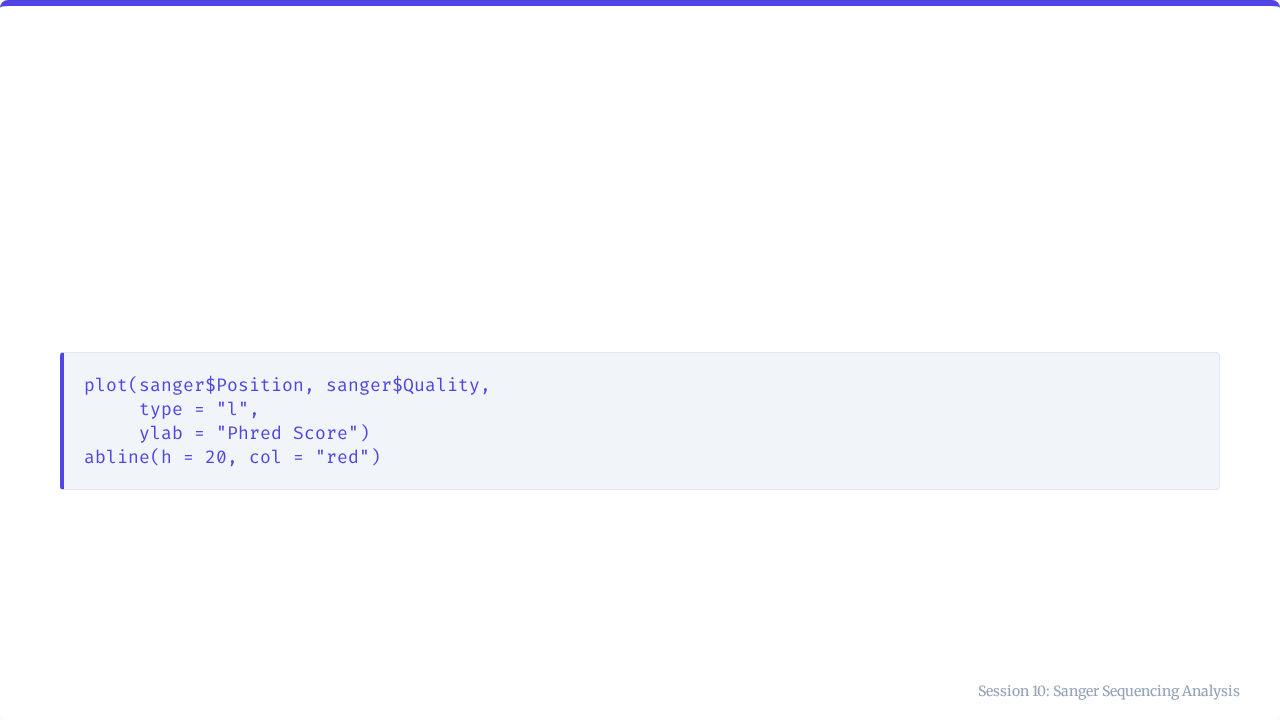 plot(sanger$Position, sanger$Quality,
     type = "l",
     ylab = "Phred Score")
abline(h = 20, col = "red")
Session 10: Sanger Sequencing Analysis